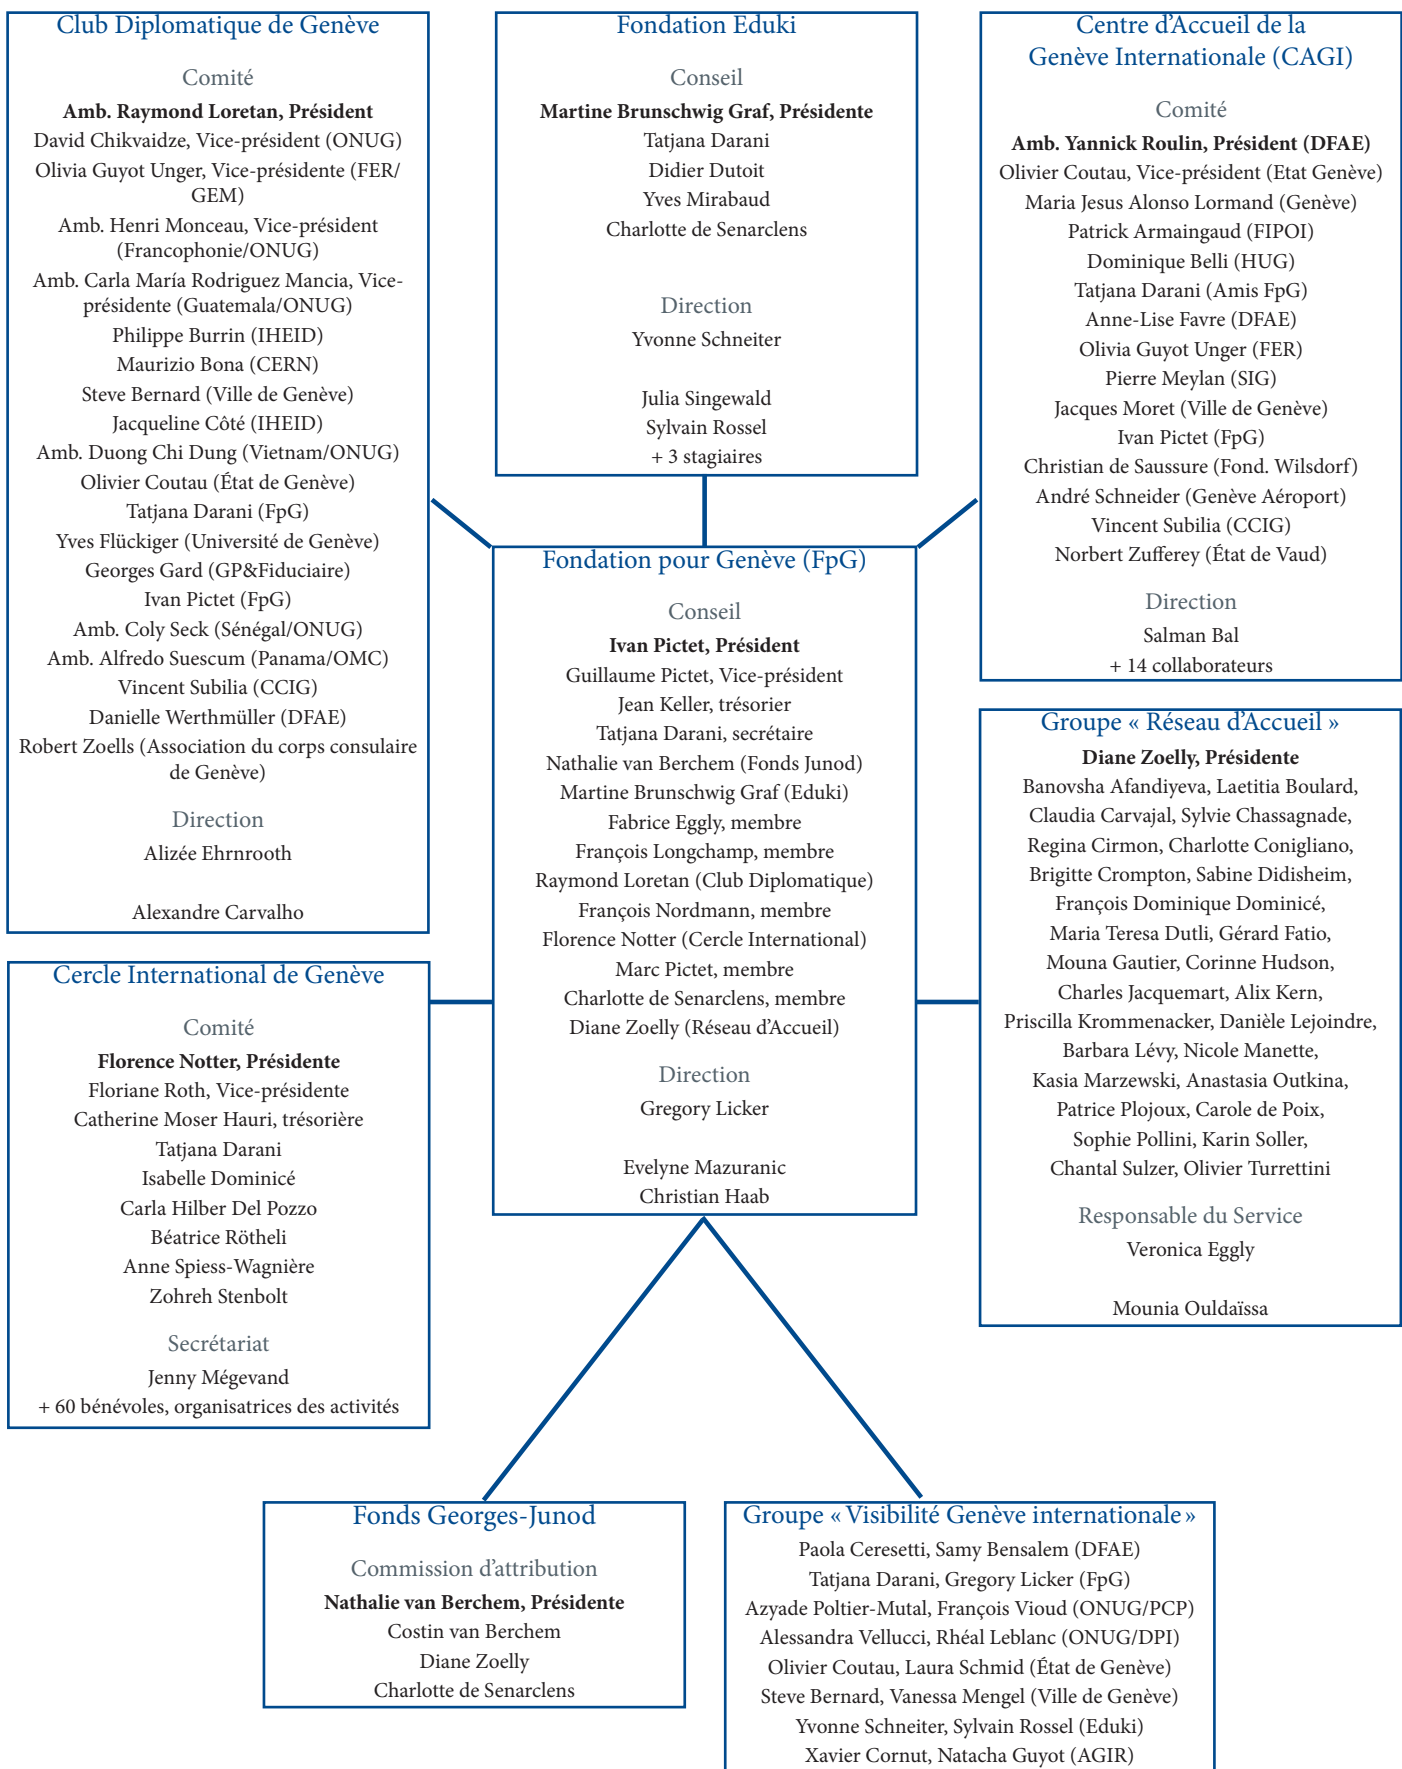 Club Diplomatique de Genève
Comité
Amb. Raymond Loretan, Président
David Chikvaidze, Vice-président (ONUG)
Olivia Guyot Unger, Vice-présidente (FER/
GEM)
Amb. Henri Monceau, Vice-président
(Francophonie/ONUG)
Amb. Carla María Rodriguez Mancia, Vice-
présidente (Guatemala/ONUG)
Philippe Burrin (IHEID)
Maurizio Bona (CERN)
Steve Bernard (Ville de Genève)
Jacqueline Côté (IHEID)
Amb. Duong Chi Dung (Vietnam/ONUG)
Olivier Coutau (État de Genève)
Tatjana Darani (FpG)
Yves Flückiger (Université de Genève)
Georges Gard (GP&Fiduciaire)
Ivan Pictet (FpG)
Amb. Coly Seck (Sénégal/ONUG)
Amb. Alfredo Suescum (Panama/OMC)
Vincent Subilia (CCIG)
Danielle Werthmüller (DFAE)
Robert Zoells (Association du corps consulaire
de Genève)
Direction
Alizée Ehrnrooth
Alexandre Carvalho
Fondation Eduki
Conseil
Martine Brunschwig Graf, Présidente
Tatjana Darani
Didier Dutoit
Yves Mirabaud
Charlotte de Senarclens
Direction
Yvonne Schneiter
Julia Singewald
Sylvain Rossel
+ 3 stagiaires
Centre d'Accueil de la
Genève Internationale (CAGI)
Comité
Amb. Yannick Roulin, Président (DFAE)
Olivier Coutau, Vice-président (Etat Genève)
Maria Jesus Alonso Lormand (Genève)
Patrick Armaingaud (FIPOI)
Dominique Belli (HUG)
Tatjana Darani (Amis FpG)
Anne-Lise Favre (DFAE)
Olivia Guyot Unger (FER)
Pierre Meylan (SIG)
Jacques Moret (Ville de Genève)
Ivan Pictet (FpG)
Christian de Saussure (Fond. Wilsdorf)
André Schneider (Genève Aéroport)
Vincent Subilia (CCIG)
Norbert Zufferey (État de Vaud)
Direction
Salman Bal
+ 14 collaborateurs
Fondation pour Genève (FpG)
Conseil
Ivan Pictet, Président
Guillaume Pictet, Vice-président
Jean Keller, trésorier
Tatjana Darani, secrétaire
Nathalie van Berchem (Fonds Junod)
Martine Brunschwig Graf (Eduki)
Fabrice Eggly, membre
François Longchamp, membre
Raymond Loretan (Club Diplomatique)
François Nordmann, membre
Florence Notter (Cercle International)
Marc Pictet, membre
Charlotte de Senarclens, membre
Diane Zoelly (Réseau d'Accueil)
Direction
Gregory Licker
Evelyne Mazuranic
Christian Haab
Groupe « Réseau d'Accueil »
Diane Zoelly, Présidente
Banovsha Afandiyeva, Laetitia Boulard,
Claudia Carvajal, Sylvie Chassagnade,
Regina Cirmon, Charlotte Conigliano,
Brigitte Crompton, Sabine Didisheim,
François Dominique Dominicé,
Maria Teresa Dutli, Gérard Fatio,
Mouna Gautier, Corinne Hudson,
Charles Jacquemart, Alix Kern,
Priscilla Krommenacker, Danièle Lejoindre,
Barbara Lévy, Nicole Manette,
Kasia Marzewski, Anastasia Outkina,
Patrice Plojoux, Carole de Poix,
Sophie Pollini, Karin Soller,
Chantal Sulzer, Olivier Turrettini
Responsable du Service
Veronica Eggly
Mounia Ouldaïssa
Cercle International de Genève
Comité
Florence Notter, Présidente
Floriane Roth, Vice-présidente
Catherine Moser Hauri, trésorière
Tatjana Darani
Isabelle Dominicé
Carla Hilber Del Pozzo
Béatrice Rötheli
Anne Spiess-Wagnière
Zohreh Stenbolt
Secrétariat
Jenny Mégevand
+ 60 bénévoles, organisatrices des activités
Fonds Georges-Junod
Commission d'attribution
Nathalie van Berchem, Présidente
Costin van Berchem
Diane Zoelly
Charlotte de Senarclens
Groupe « Visibilité Genève internationale »
Paola Ceresetti, Samy Bensalem (DFAE)
Tatjana Darani, Gregory Licker (FpG)
Azyade Poltier-Mutal, François Vioud (ONUG/PCP)
Alessandra Vellucci, Rhéal Leblanc (ONUG/DPI)
Olivier Coutau, Laura Schmid (État de Genève)
Steve Bernard, Vanessa Mengel (Ville de Genève)
Yvonne Schneiter, Sylvain Rossel (Eduki)
Xavier Cornut, Natacha Guyot (AGIR)